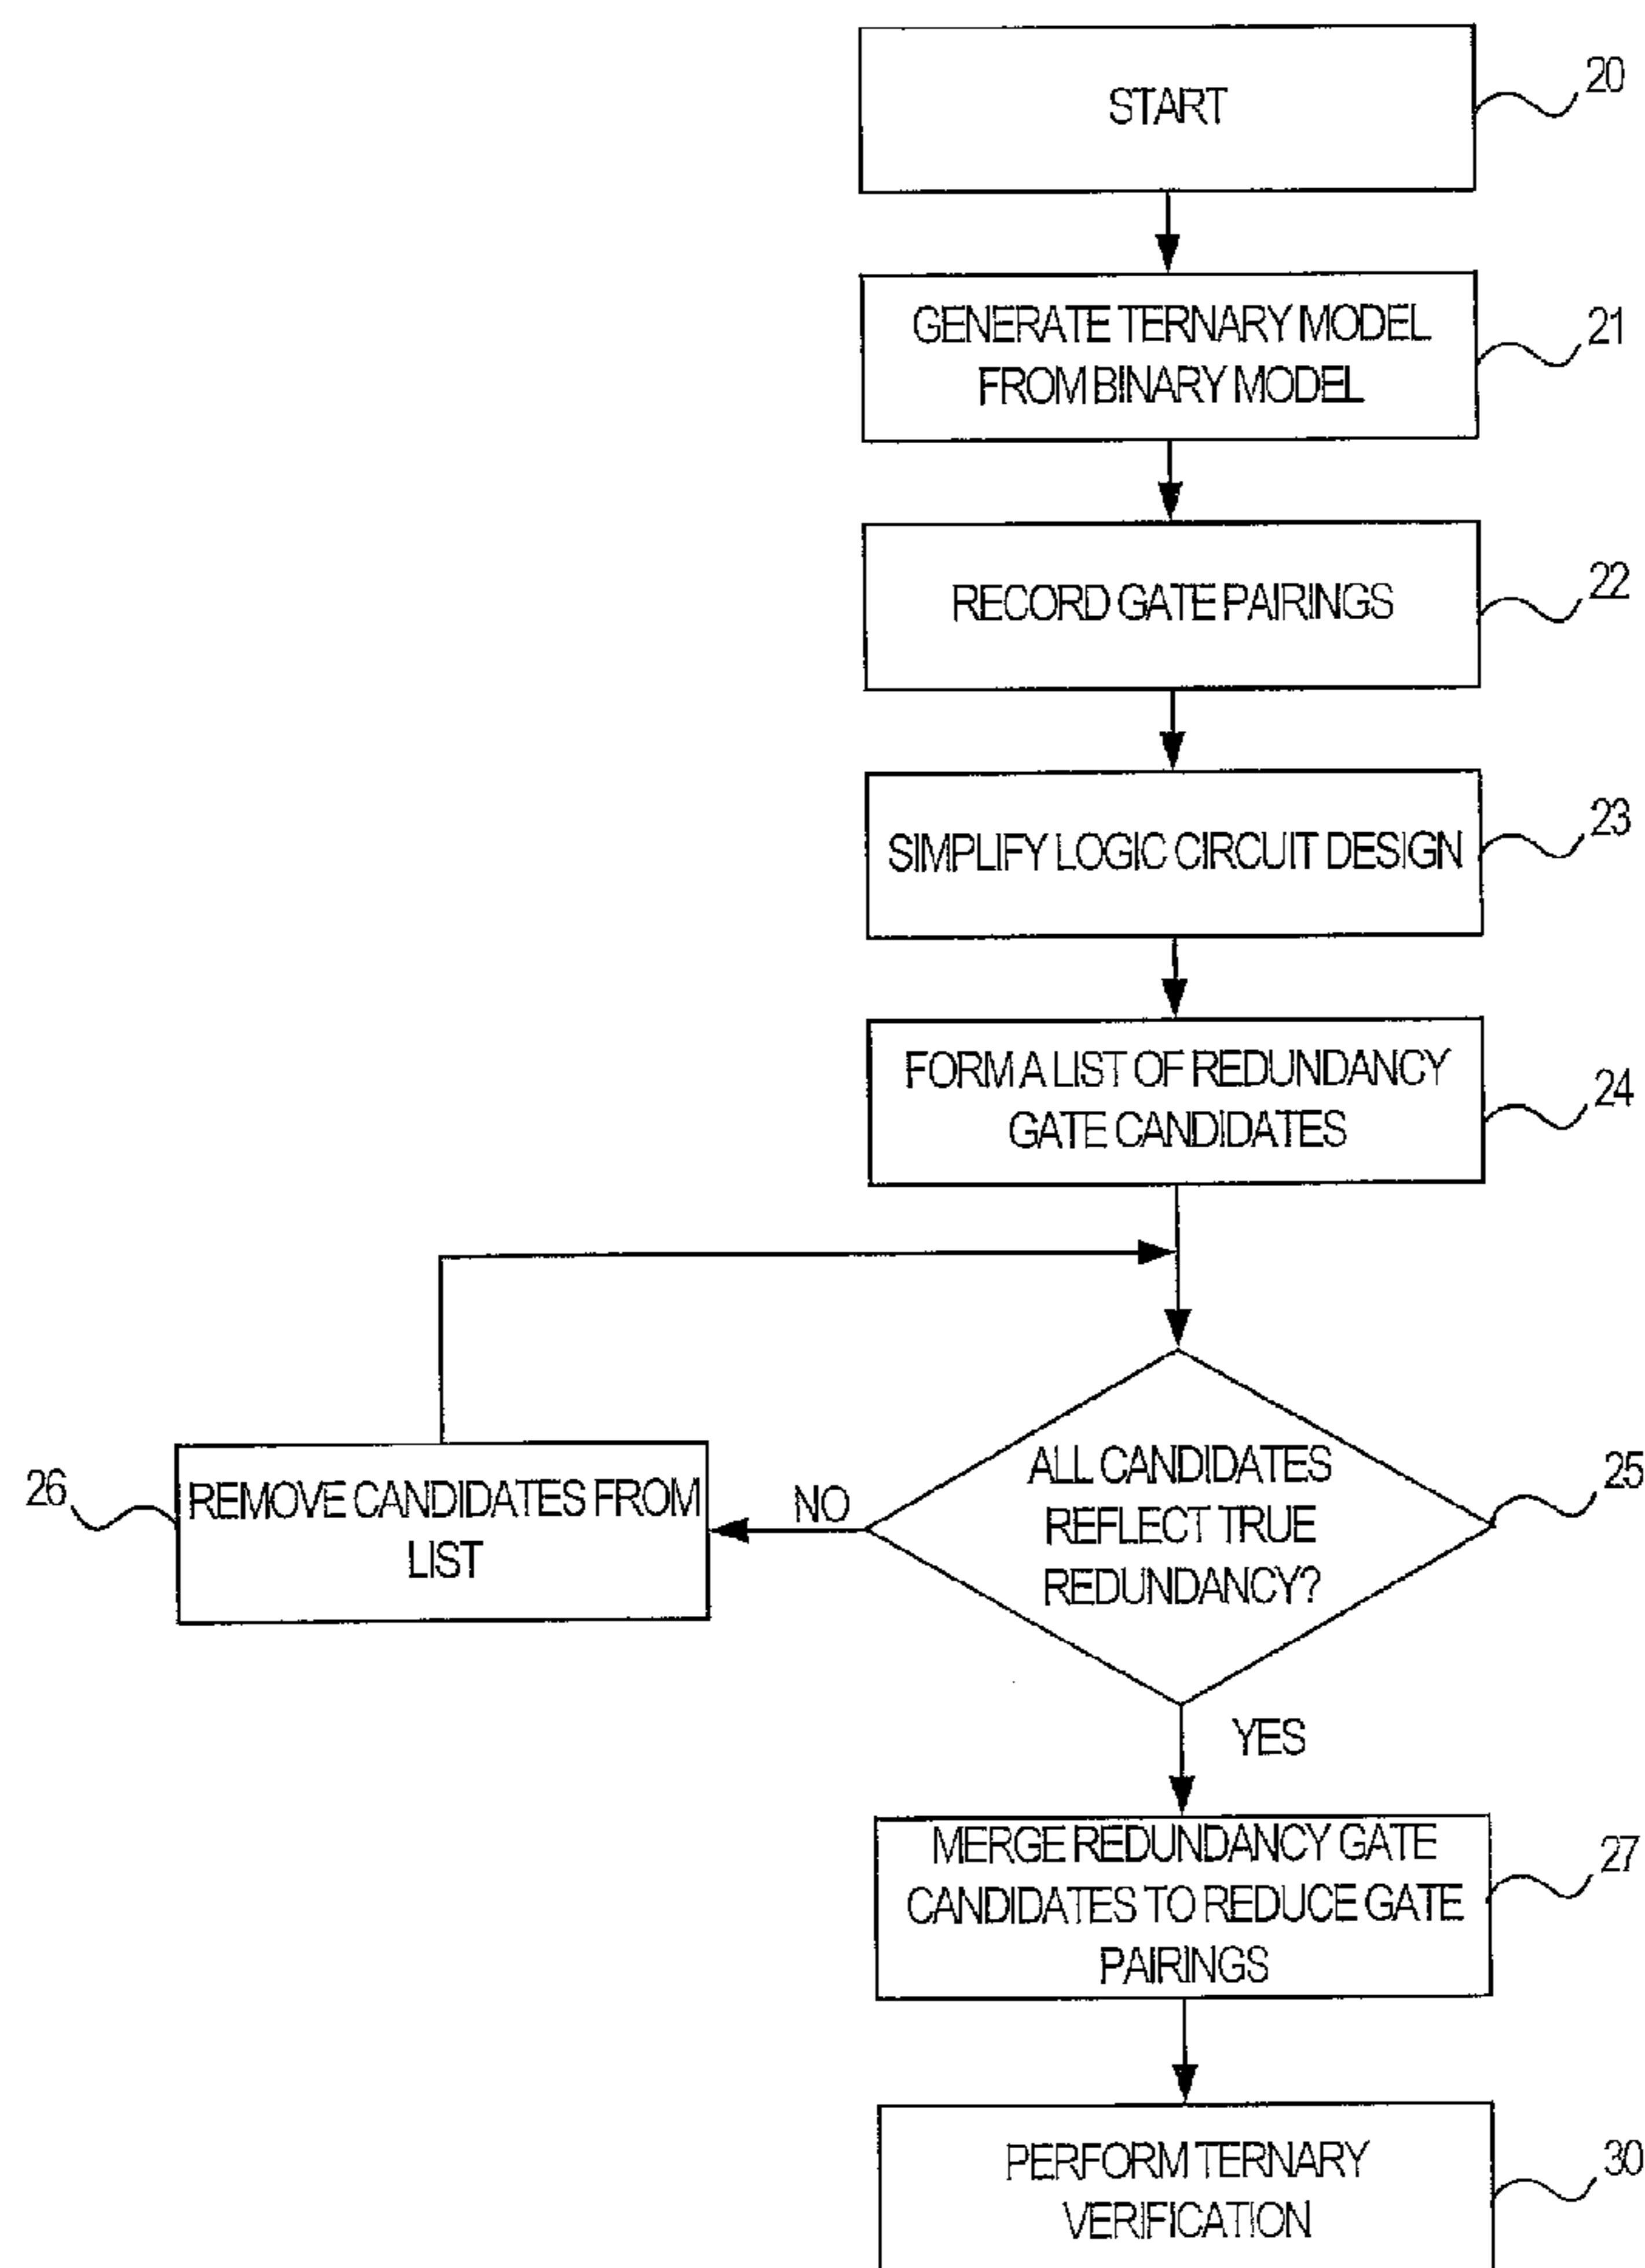 START
20
GENERATE TERNARY MODEL
FROM BINARY MODEL
21
RECORD GATE PAIRINGS
22
SIMPLIFY LOGIC CIRCUIT DESIGN
23
FORM A LIST OF REDUNDANCY
GATE CANDIDATES
24
ALL CANDIDATES
REFLECT TRUE
REDUNDANCY?
25
NO
26
REMOVE CANDIDATES FROM
LIST
YES
MERGE REDUNDANCY GATE
CANDIDATES TO REDUCE GATE
PAIRINGS
27
PERFORM TERNARY
VERIFICATION
30